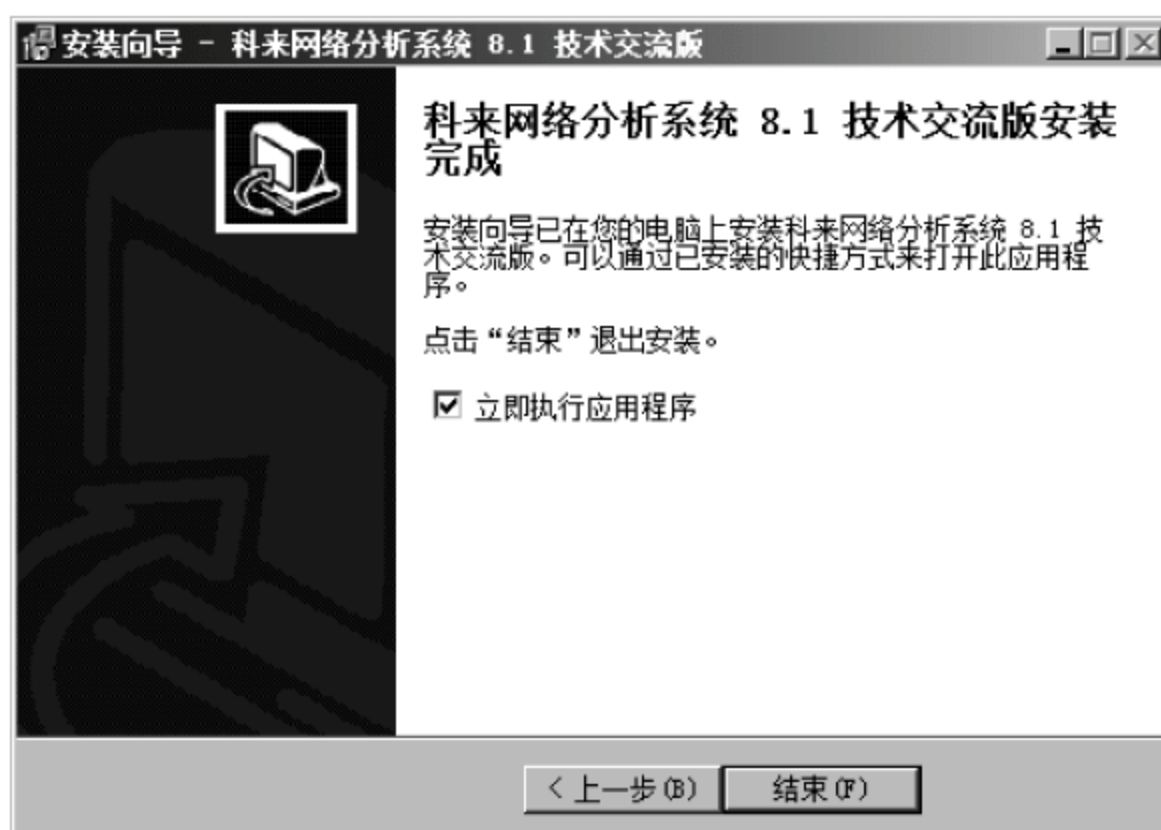 安装向导 - 科来网络分析系统 8.1 技术交流版
科来网络分析系统 8.1 技术交流版安装
完成
安装向导已在您的电脑上安装科来网络分析系统 8.1 技
术交流版。可以通过已安装的快捷方式来打开此应用程
序。
点击“结束”退出安装。
立即执行应用程序
< 上一步(B)
结束(F)